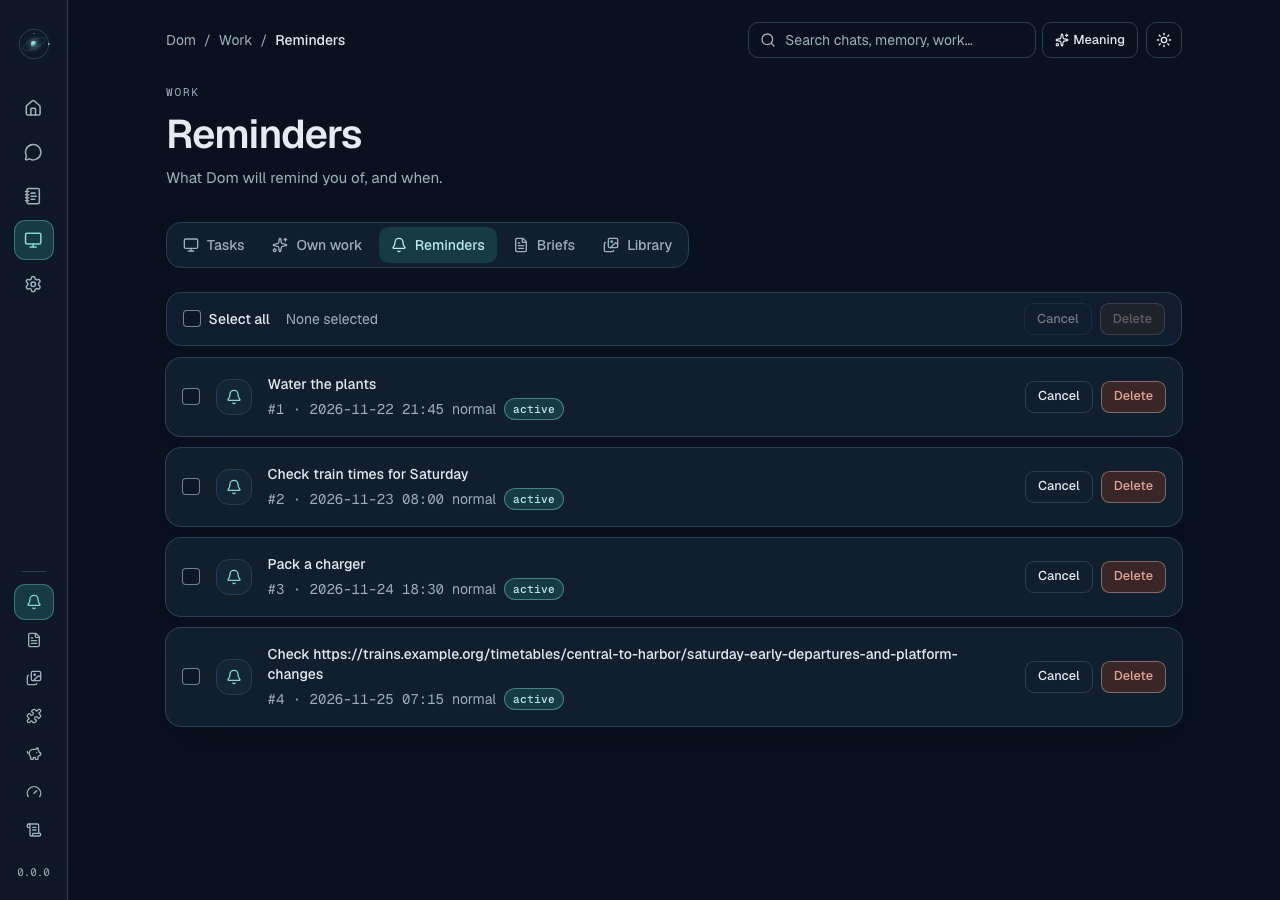 Dom / Work / Reminders
Search chats, memory, work…
Meaning
WORK
Reminders
What Dom will remind you of, and when.
Tasks
Own work
Reminders
Briefs
Library
Select all
None selected
Cancel
Delete
Water the plants
#1 · 2026-11-22 21:45 normal active
Cancel
Delete
Check train times for Saturday
#2 · 2026-11-23 08:00 normal active
Cancel
Delete
Pack a charger
#3 · 2026-11-24 18:30 normal active
Cancel
Delete
Check https://trains.example.org/timetables/central-to-harbor/saturday-early-departures-and-platform-
changes
#4 · 2026-11-25 07:15 normal active
Cancel
Delete
0.0.0